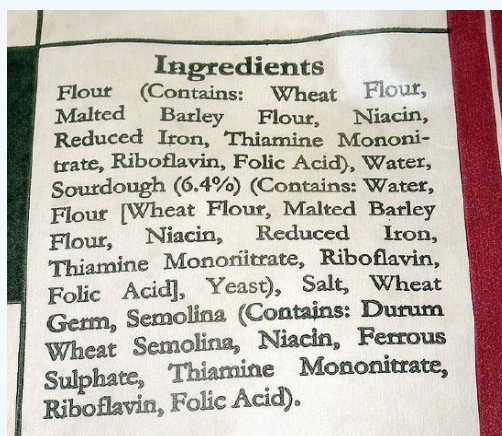 Ingredients
Flour (Contains: Wheat Flour,
Malted Barley Flour, Niacin,
Reduced Iron, Thiamine Mononi-
trate, Riboflavin, Folic Acid), Water,
Sourdough (6.4%) (Contains: Water,
Flour [Wheat Flour, Malted Barley
Flour, Niacin, Reduced Iron,
Thiamine Mononitrate, Riboflavin,
Folic Acid], Yeast), Salt, Wheat
Germ, Semolina (Contains: Durum
Wheat Semolina, Niacin, Ferrous
Sulphate, Thiamine Mononitrate,
Riboflavin, Folic Acid).